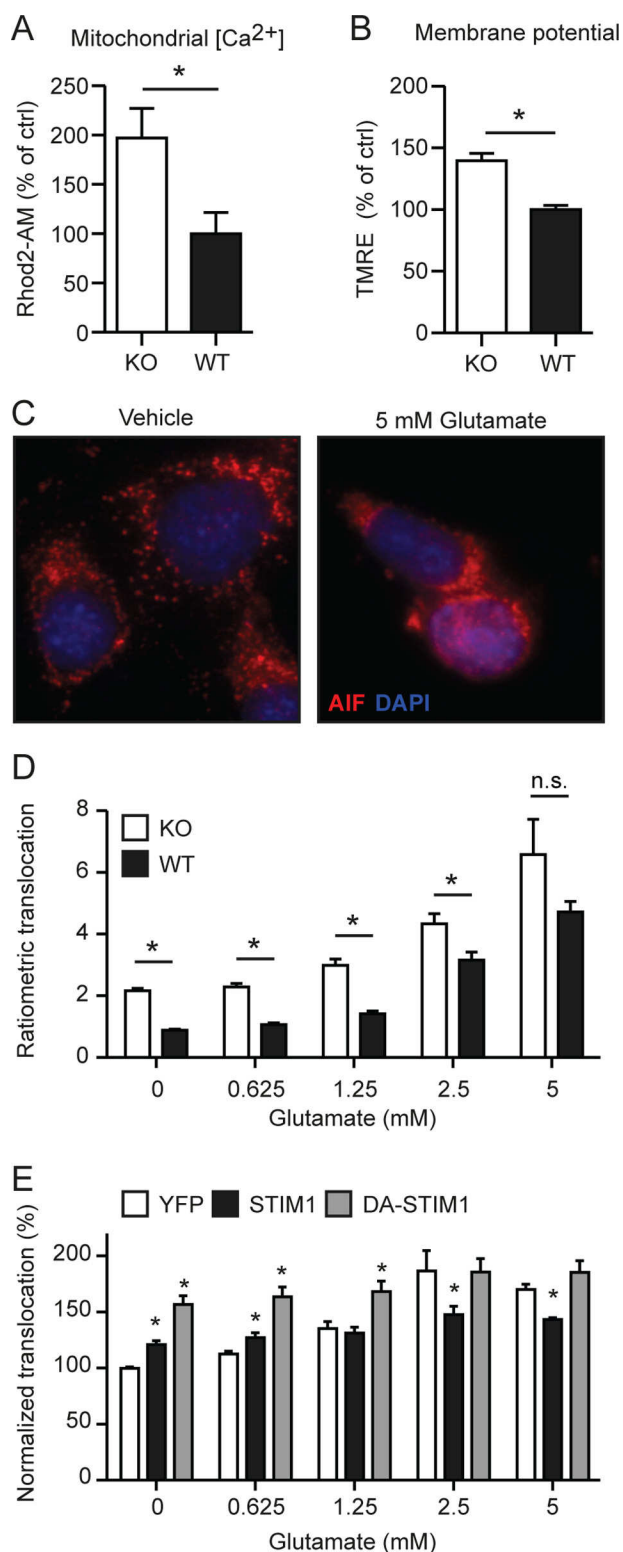 A
Mitochondrial [Ca2+]
Rhod2-AM (% of ctrl)
250
200
150
100
50
0
*
KO WT
B
Membrane potential
TMRE (% of ctrl)
200
150
100
50
0
*
KO WT
C
Vehicle
5 mM Glutamate
AIF DAPI
D
Ratiometric translocation
8
6
4
2
0
KO
WT
* * * * n.s.
0 0.625 1.25 2.5 5
Glutamate (mM)
E
YFP STIM1 DA-STIM1
Normalized translocation (%)
200
150
100
50
0
* * * * * * *
0 0.625 1.25 2.5 5
Glutamate (mM)